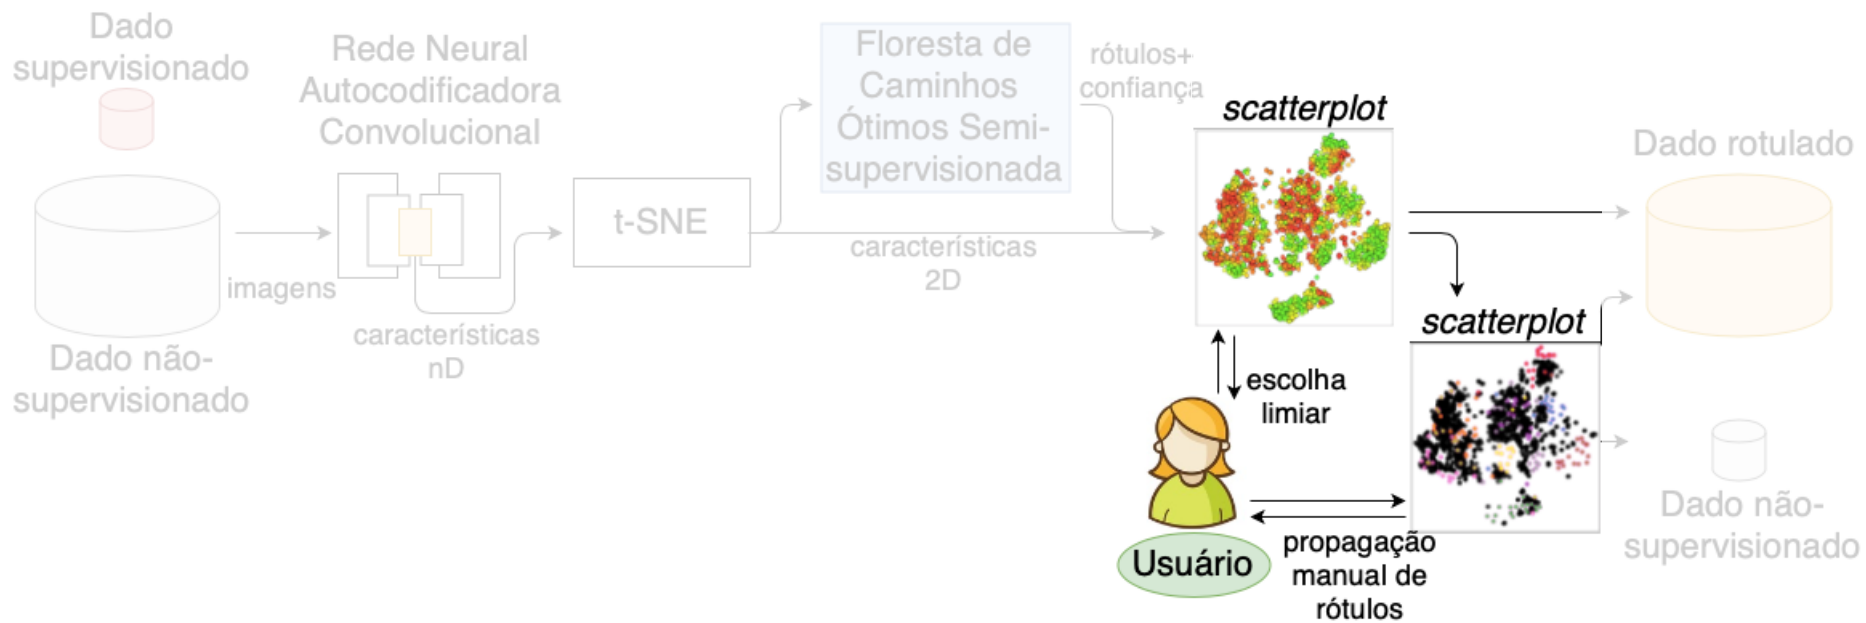 Dado
supervisionado
Rede Neural
Autocodificadora
Convolucional
Floresta de
Caminhos
Ótimos Semi-
supervisionada
rótulos+
confiança
scatterplot
Dado rotulado
t-SNE
características
2D
imagens
características
nD
Dado não-
supervisionado
scatterplot
escolha
limiar
Usuário
propagação
manual de
rótulos
Dado não-
supervisionado